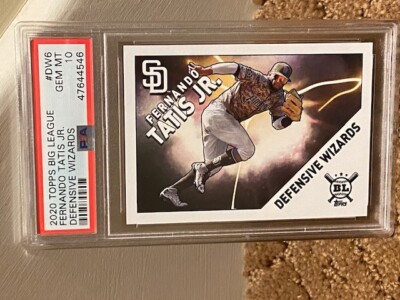 2020 TOPPS BIG LEAGUE
FERNANDO TATIS JR.
DEFENSIVE WIZARDS
#DW6
GEM MT
10
47644546
PSA
SD
FERNANDO
TATIS JR.
DEFENSIVE WIZARDS
BL
Topps